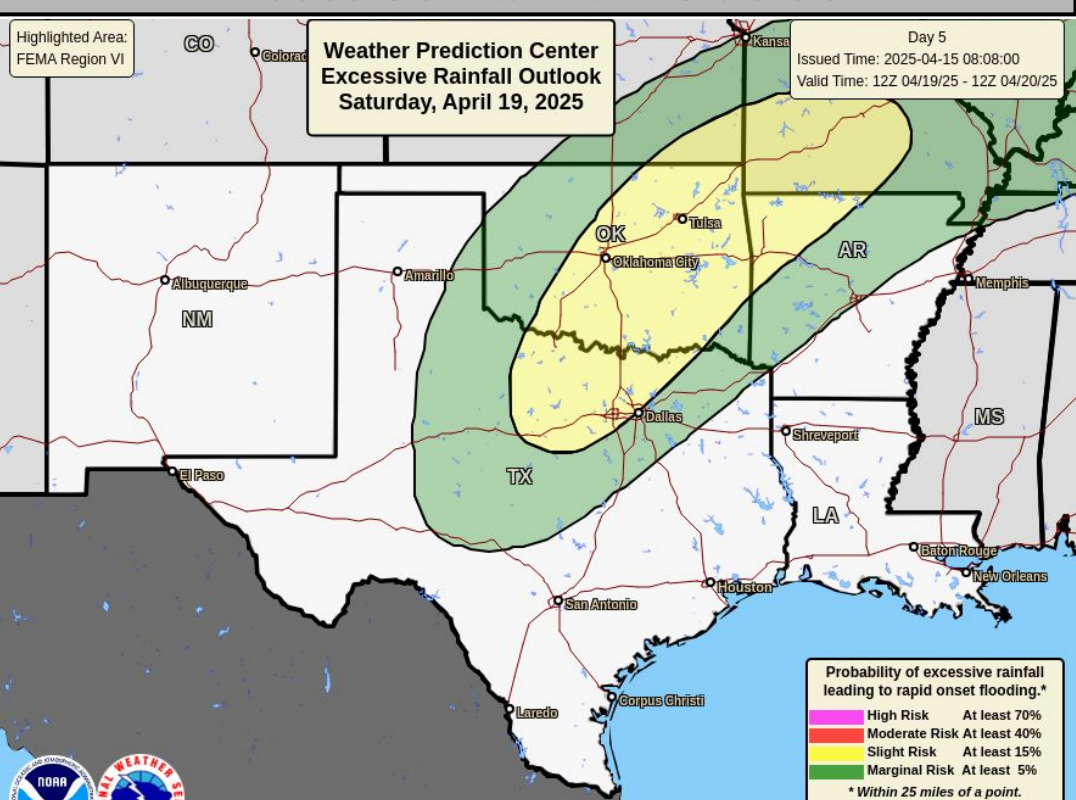 Highlighted Area:
FEMA Region VI
Weather Prediction Center
Excessive Rainfall Outlook
Saturday, April 19, 2025
Day 5
Issued Time: 2025-04-15 08:08:00
Valid Time: 12Z 04/19/25 - 12Z 04/20/25
CO
OK
Tulsa
Oklahoma City
AR
Amarillo
Albuquerque
Memphis
NM
Dallas
MS
Shreveport
El Paso
TX
LA
Baton Rouge
New Orleans
Houston
San Antonio
Corpus Christi
Laredo
Probability of excessive rainfall
leading to rapid onset flooding.*
High Risk At least 70%
Moderate Risk At least 40%
Slight Risk At least 15%
Marginal Risk At least 5%
* Within 25 miles of a point.
NOAA
WEATHER